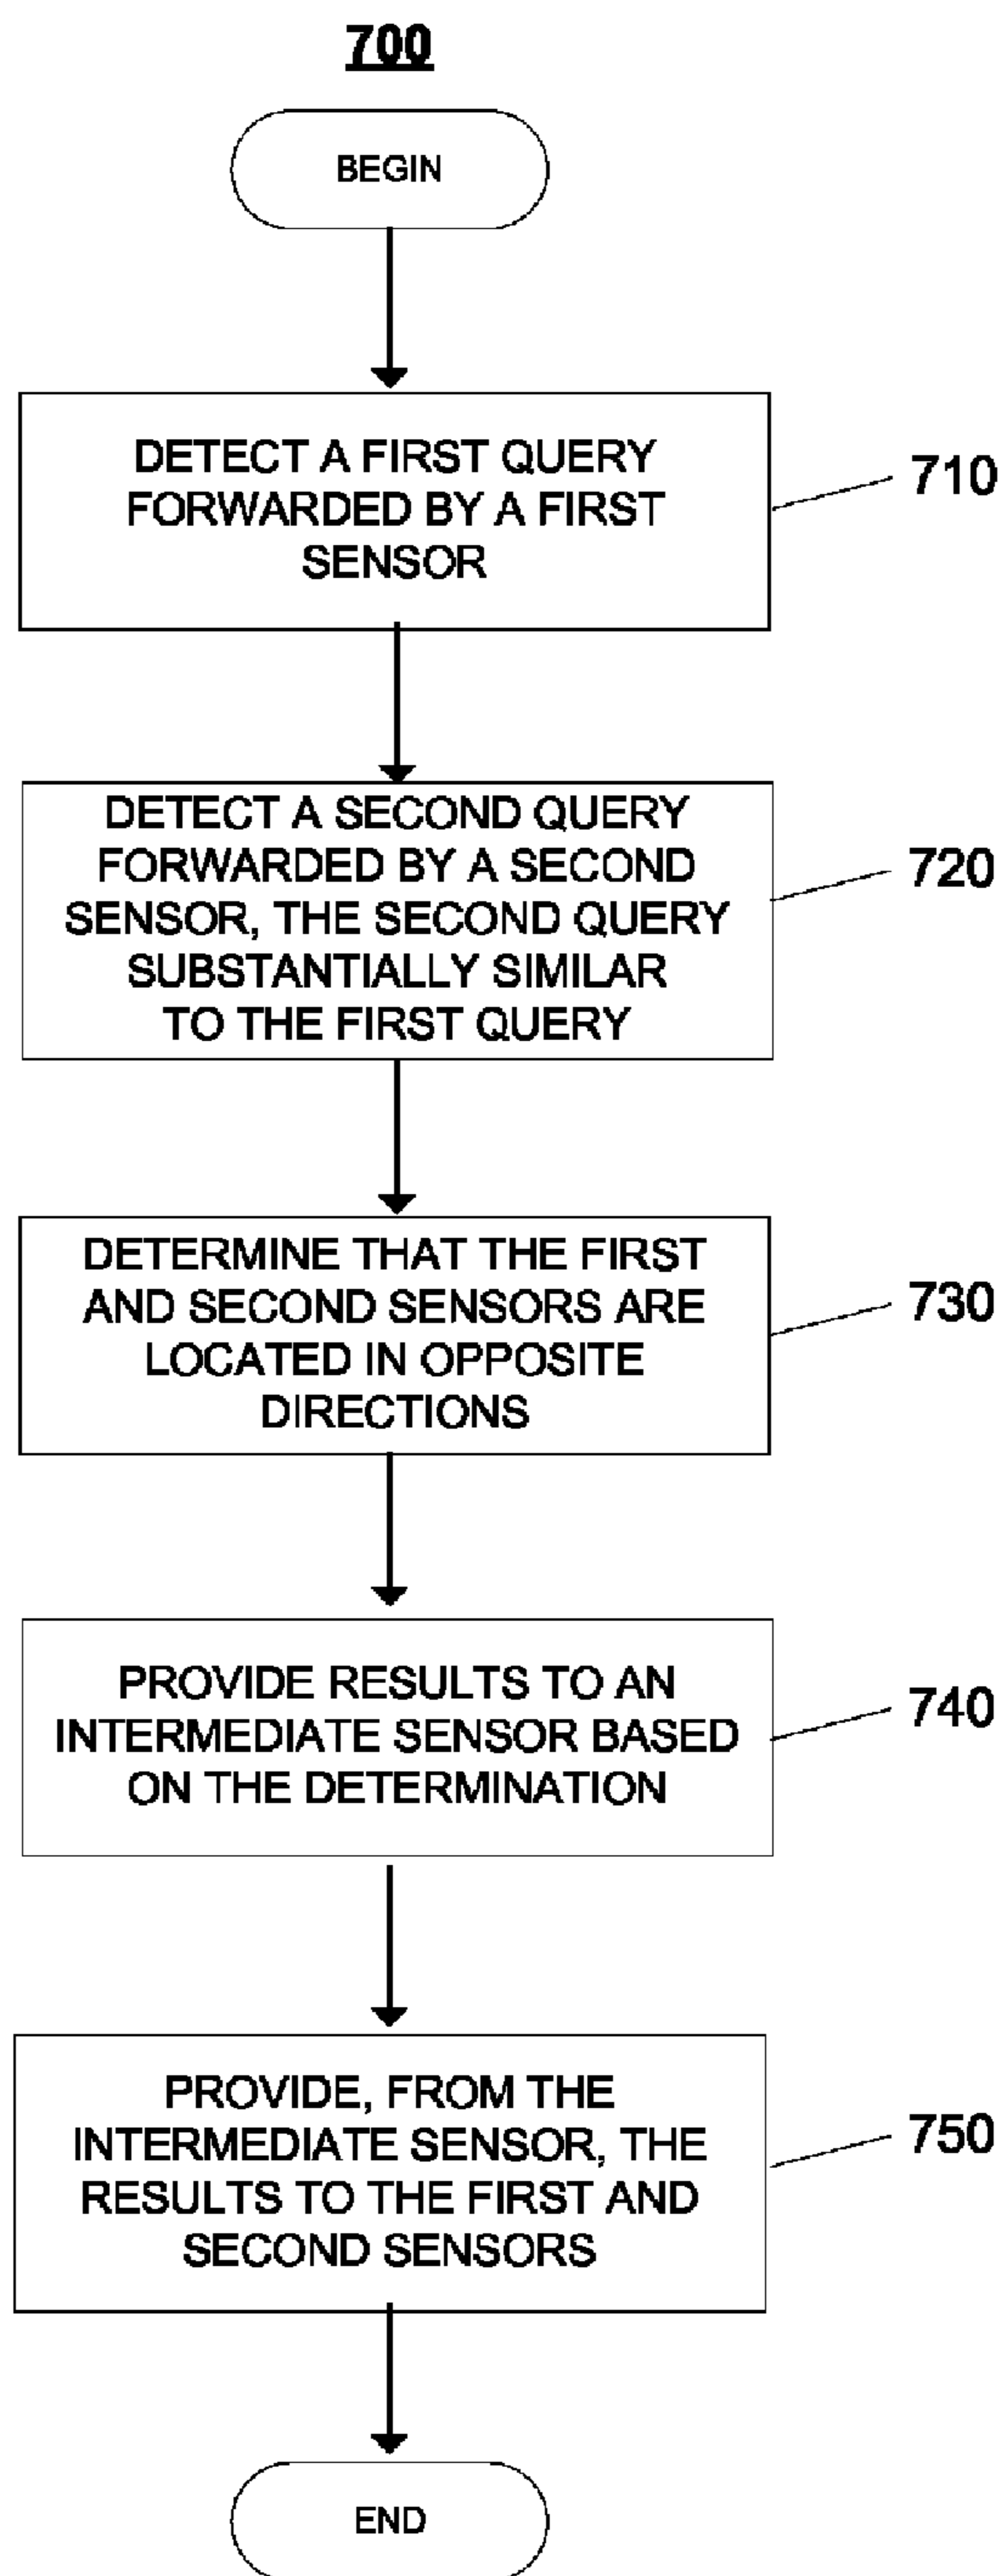 700
BEGIN
DETECT A FIRST QUERY
FORWARDED BY A FIRST
SENSOR
710
DETECT A SECOND QUERY
FORWARDED BY A SECOND
SENSOR, THE SECOND QUERY
SUBSTANTIALLY SIMILAR
TO THE FIRST QUERY
720
DETERMINE THAT THE FIRST
AND SECOND SENSORS ARE
LOCATED IN OPPOSITE
DIRECTIONS
730
PROVIDE RESULTS TO AN
INTERMEDIATE SENSOR BASED
ON THE DETERMINATION
740
PROVIDE, FROM THE
INTERMEDIATE SENSOR, THE
RESULTS TO THE FIRST AND
SECOND SENSORS
750
END